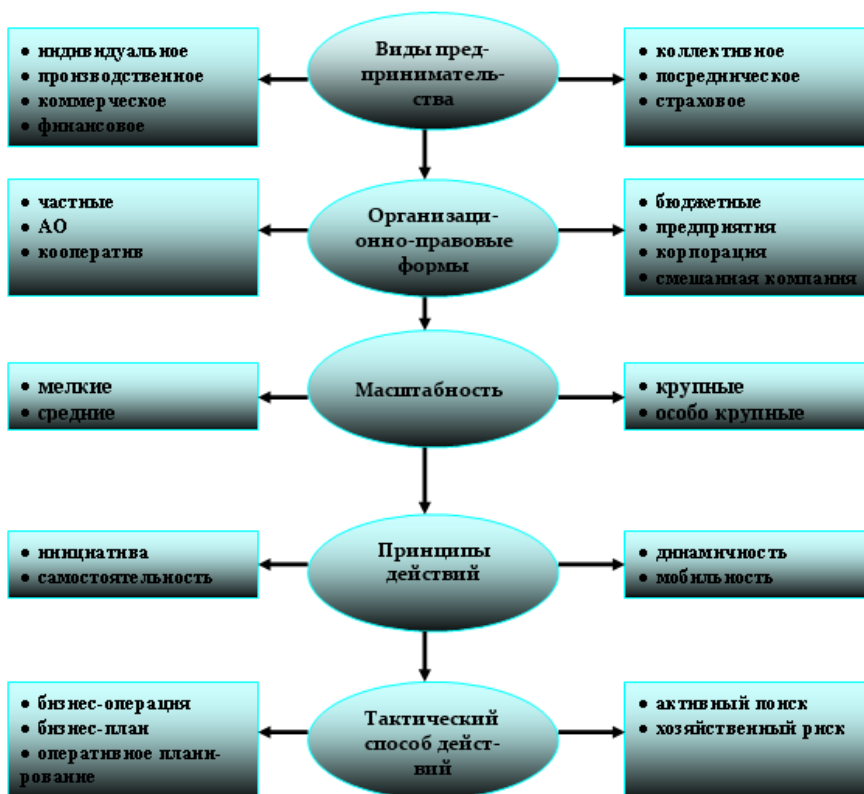 • индивидуальное
• производственное
• коммерческое
• финансовое
Виды пред-
приниматель-
ства
• коллективное
• посредническое
• страховое
• частные
• АО
• кооператив
Организаци-
онно-правовые
формы
• бюджетные
• предприятия
• корпорация
• смешанная компания
• мелкие
• средние
Масштабность
• крупные
• особо крупные
• инициатива
• самостоятельность
Принципы
действий
• динамичность
• мобильность
• бизнес-операция
• бизнес-план
• оперативное плани-
рование
Тактический
способ дейст-
вий
• активный поиск
• хозяйственный риск